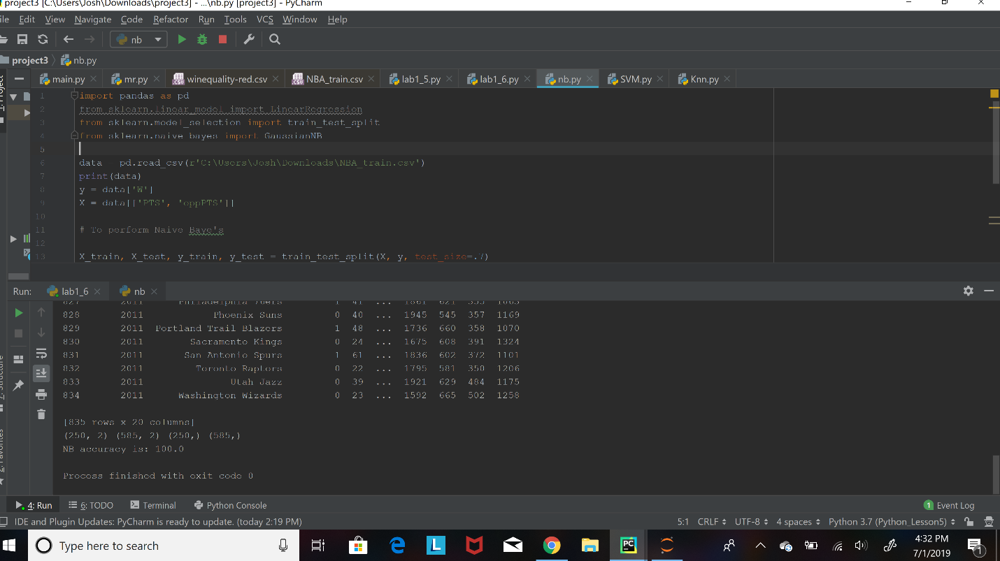 project3 [C:\Users\Josh\Downloads\project3] - ...\nb.py [project3] - PyCharm
ile Edit View Navigate Code Refactor Run Tools VCS Window Help
nb
project3 nb.py
main.py mr.py winequality-red.csv NBA_train.csv lab1_5.py lab1_6.py nb.py SVM.py Knn.py
1 import pandas as pd
2 from sklearn.linear_model import LinearRegression
3 from sklearn.model_selection import train_test_split
4 from sklearn.naive_bayes import GaussianNB
5
6 data = pd.read_csv(r'C:\Users\Josh\Downloads\NBA_train.csv')
7 print(data)
8 y = data['W']
9 X = data[['PTS', 'oppPTS']]
10
11 # To perform Naive Baye's
12
13 X_train, X_test, y_train, y_test = train_test_split(X, y, test_size=.7)
Run: lab1_6 nb
827 2011 Philadelphia 76ers 1 41 ... 1861 621 355 1003
828 2011 Phoenix Suns 0 40 ... 1945 545 357 1169
829 2011 Portland Trail Blazers 1 48 ... 1736 660 358 1070
830 2011 Sacramento Kings 0 24 ... 1675 608 391 1324
831 2011 San Antonio Spurs 1 61 ... 1836 602 372 1101
832 2011 Toronto Raptors 0 22 ... 1795 581 350 1206
833 2011 Utah Jazz 0 39 ... 1921 629 484 1175
834 2011 Washington Wizards 0 23 ... 1592 665 502 1258
[835 rows x 20 columns]
(250, 2) (585, 2) (250,) (585,)
NB accuracy is: 100.0
Process finished with exit code 0
4: Run 6: TODO Terminal Python Console 1 Event Log
IDE and Plugin Updates: PyCharm is ready to update. (today 2:19 PM) 5:1 CRLF UTF-8 4 spaces Python 3.7 (Python_Lesson5)
Type here to search L PC 4:32 PM
7/1/2019 1